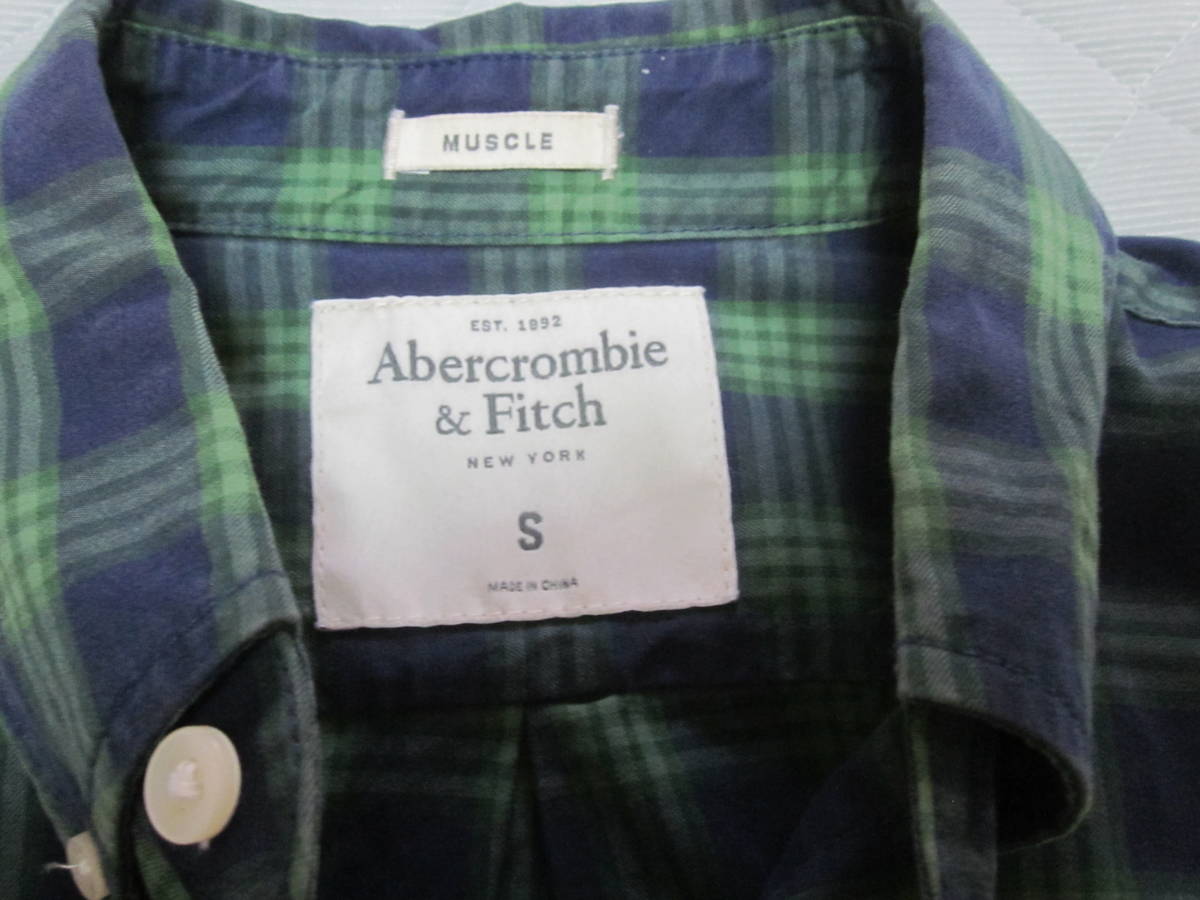 MUSCLE
EST. 1892
Abercrombie
& Fitch
NEW YORK
S
MADE IN CHINA